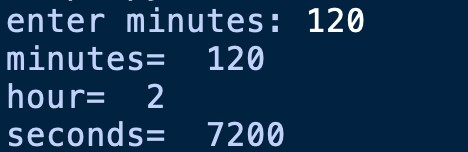 enter minutes: 120
minutes=  120
hour=  2
seconds=  7200